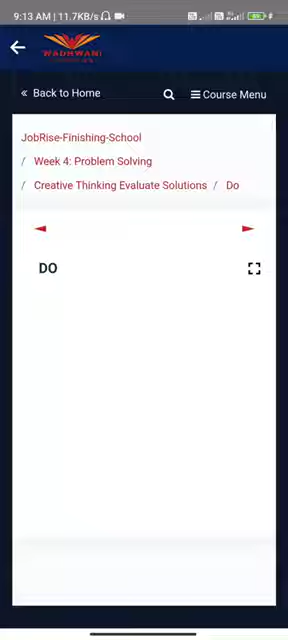 9:13 AM | 11.7KB/s
« Back to Home
Course Menu
WADHWANI
JobRise-Finishing-School
/ Week 4: Problem Solving
/ Creative Thinking Evaluate Solutions / Do
DO